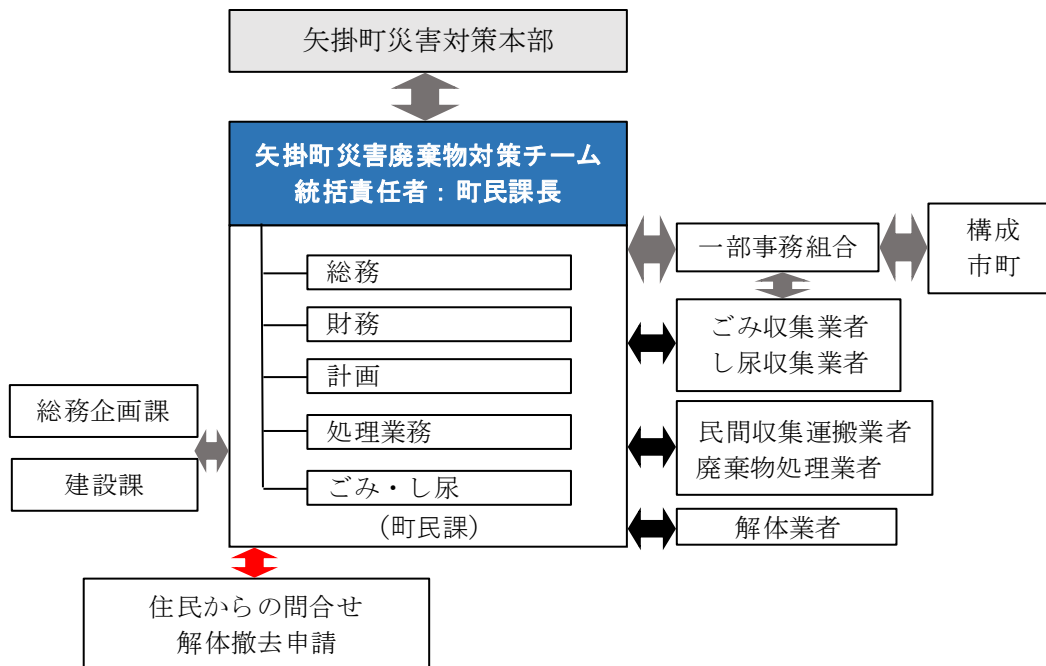 矢掛町災害対策本部
矢掛町災害廃棄物対策チーム
統括責任者：町民課長
総務
財務
計画
処理業務
ごみ・し尿
（町民課）
総務企画課
建設課
一部事務組合
構成
市町
ごみ収集業者
し尿収集業者
民間収集運搬業者
廃棄物処理業者
解体業者
住民からの問合せ
解体撤去申請